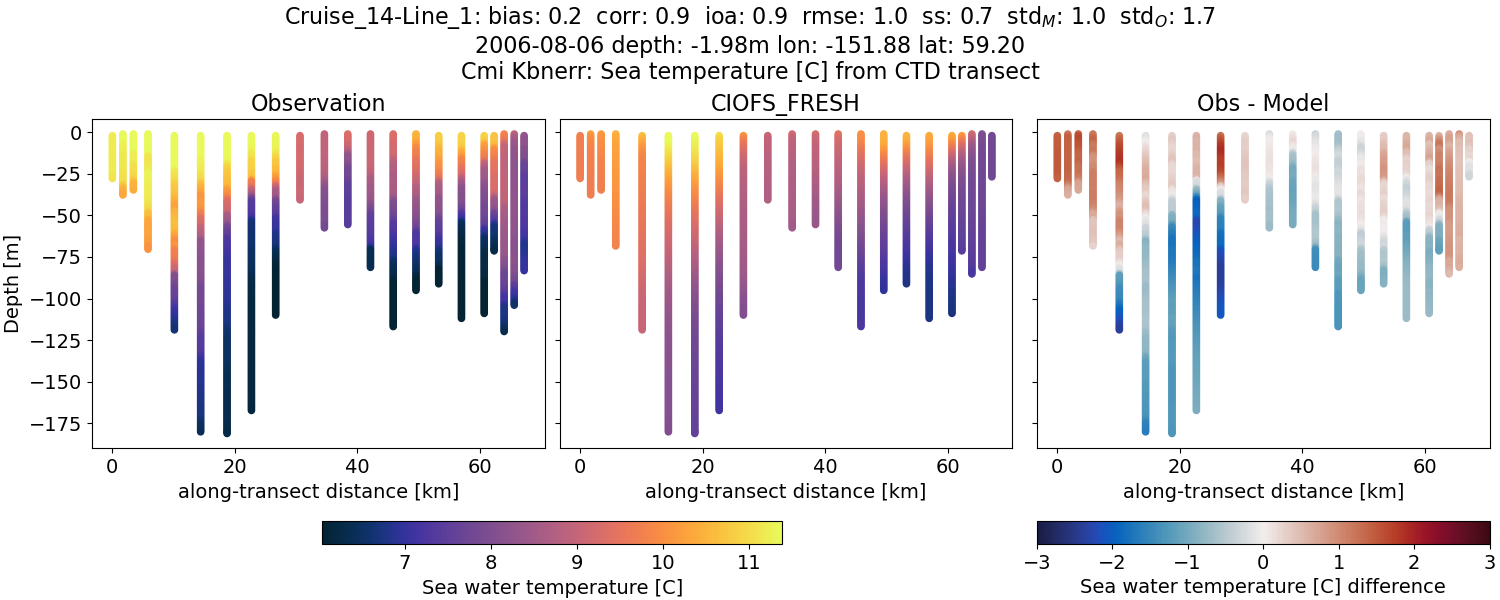 Cruise_14-Line_1: bias: 0.2 corr: 0.9 ioa: 0.9 rmse: 1.0 ss: 0.7 std_M: 1.0 std_O: 1.7
2006-08-06 depth: -1.98m lon: -151.88 lat: 59.20
Cmi Kbnerr: Sea temperature [C] from CTD transect
Observation
CIOFS_FRESH
Obs - Model
Depth [m]
0
−25
−50
−75
−100
−125
−150
−175
0 20 40 60
0 20 40 60
0 20 40 60
along-transect distance [km]
along-transect distance [km]
along-transect distance [km]
7 8 9 10 11
Sea water temperature [C]
−3 −2 −1 0 1 2 3
Sea water temperature [C] difference